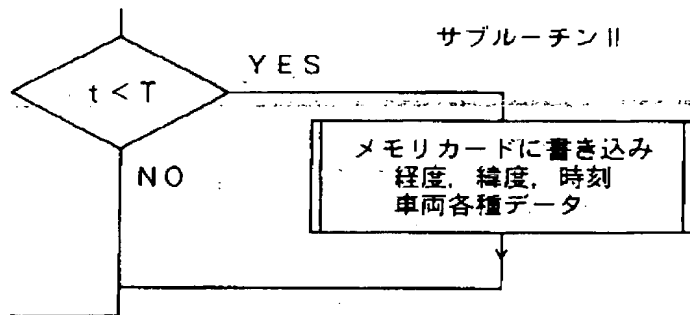 サブルーチンⅡ
YES
t<T
メモリカードに書き込み
経度, 緯度, 時刻
車両各種データ
NO